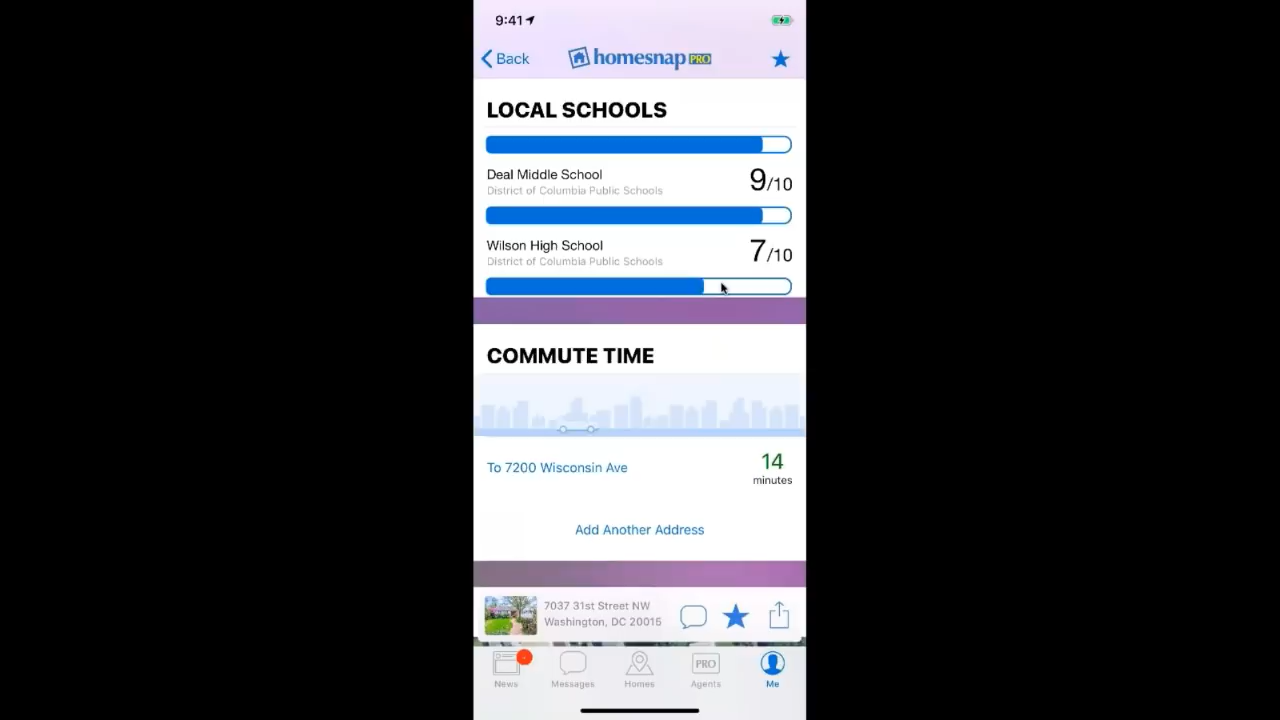 9:41
Back
homesnap PRO
LOCAL SCHOOLS
Deal Middle School
District of Columbia Public Schools
9/10
Wilson High School
District of Columbia Public Schools
7/10
COMMUTE TIME
To 7200 Wisconsin Ave
14
minutes
Add Another Address
7037 31st Street NW
Washington, DC 20015
News
Messages
Homes
PRO
Agents
Me